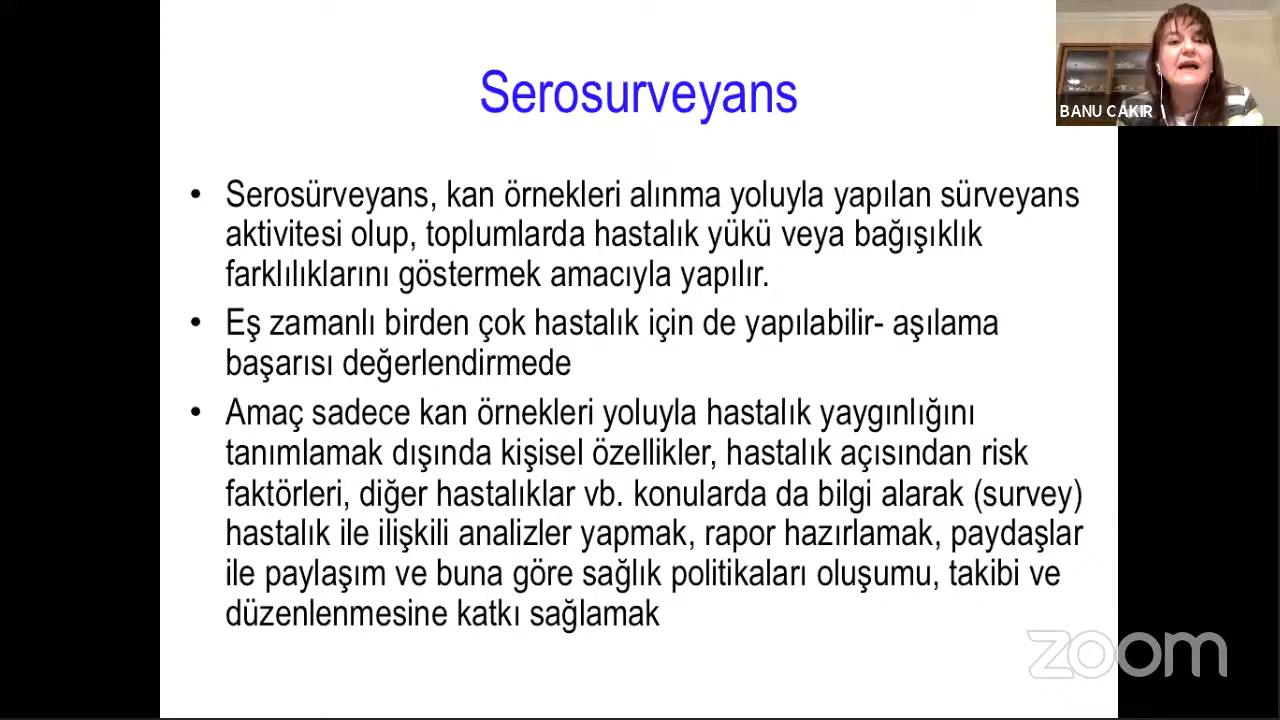 Serosurveyans
BANU CAKIR
• Serosürveyans, kan örnekleri alınma yoluyla yapılan sürveyans
aktivitesi olup, toplumlarda hastalık yükü veya bağışıklık
farklılıklarını göstermek amacıyla yapılır.
• Eş zamanlı birden çok hastalık için de yapılabilir- aşılama
başarısı değerlendirmede
• Amaç sadece kan örnekleri yoluyla hastalık yaygınlığını
tanımlamak dışında kişisel özellikler, hastalık açısından risk
faktörleri, diğer hastalıklar vb. konularda da bilgi alarak (survey)
hastalık ile ilişkili analizler yapmak, rapor hazırlamak, paydaşlar
ile paylaşım ve buna göre sağlık politikaları oluşumu, takibi ve
düzenlenmesine katkı sağlamak
zoom